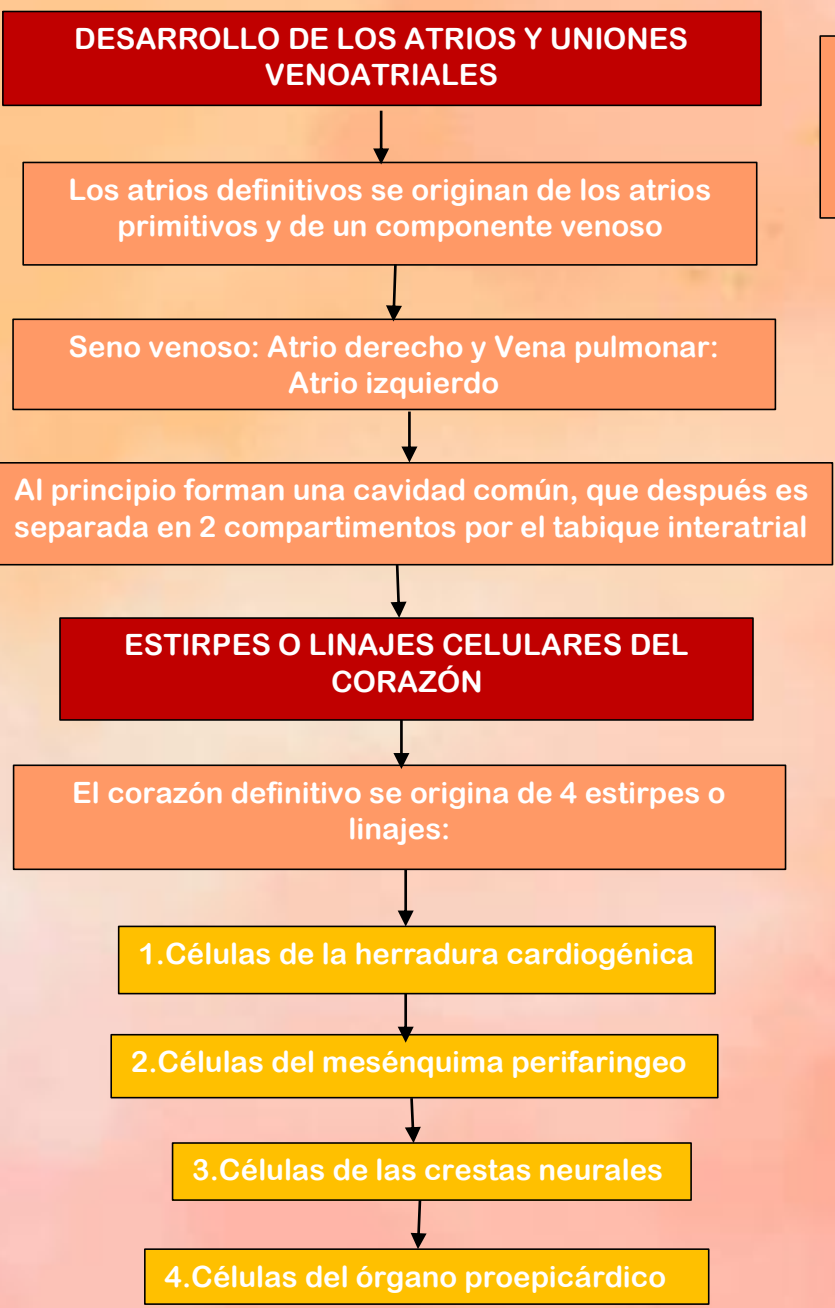 DESARROLLO DE LOS ATRIOS Y UNIONES
VENOATRIALES
Los atrios definitivos se originan de los atrios
primitivos y de un componente venoso
Seno venoso: Atrio derecho y Vena pulmonar:
Atrio izquierdo
Al principio forman una cavidad común, que después es
separada en 2 compartimentos por el tabique interatrial
ESTIRPES O LINAJES CELULARES DEL
CORAZÓN
El corazón definitivo se origina de 4 estirpes o
linajes:
1.Células de la herradura cardiogénica
2.Células del mesénquima perifaringeo
3.Células de las crestas neurales
4.Células del órgano proepicárdico